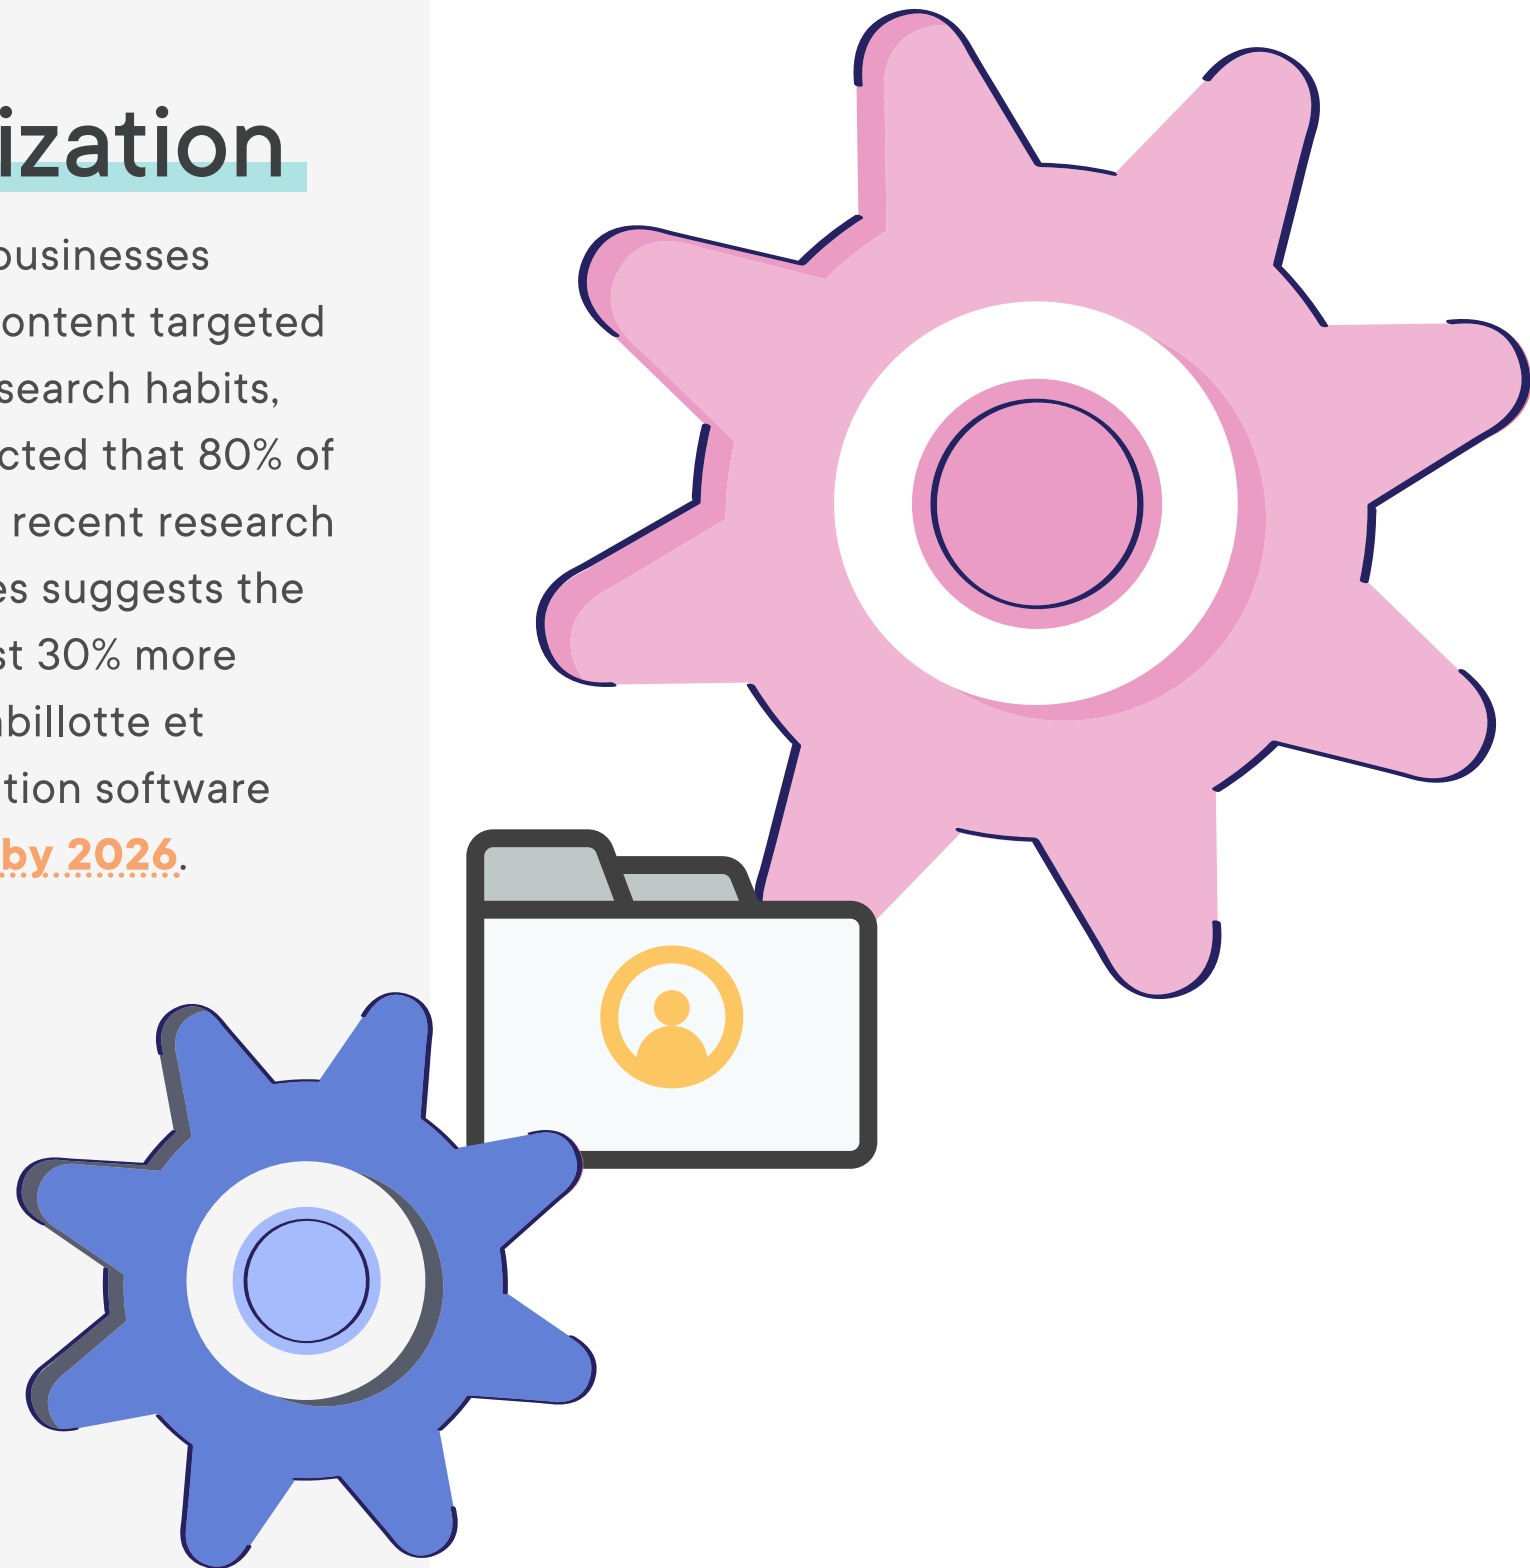 ization
businesses
ontent targeted
search habits,
cted that 80% of
recent research
es suggests the
st 30% more
billotte et
tion software
by 2026.